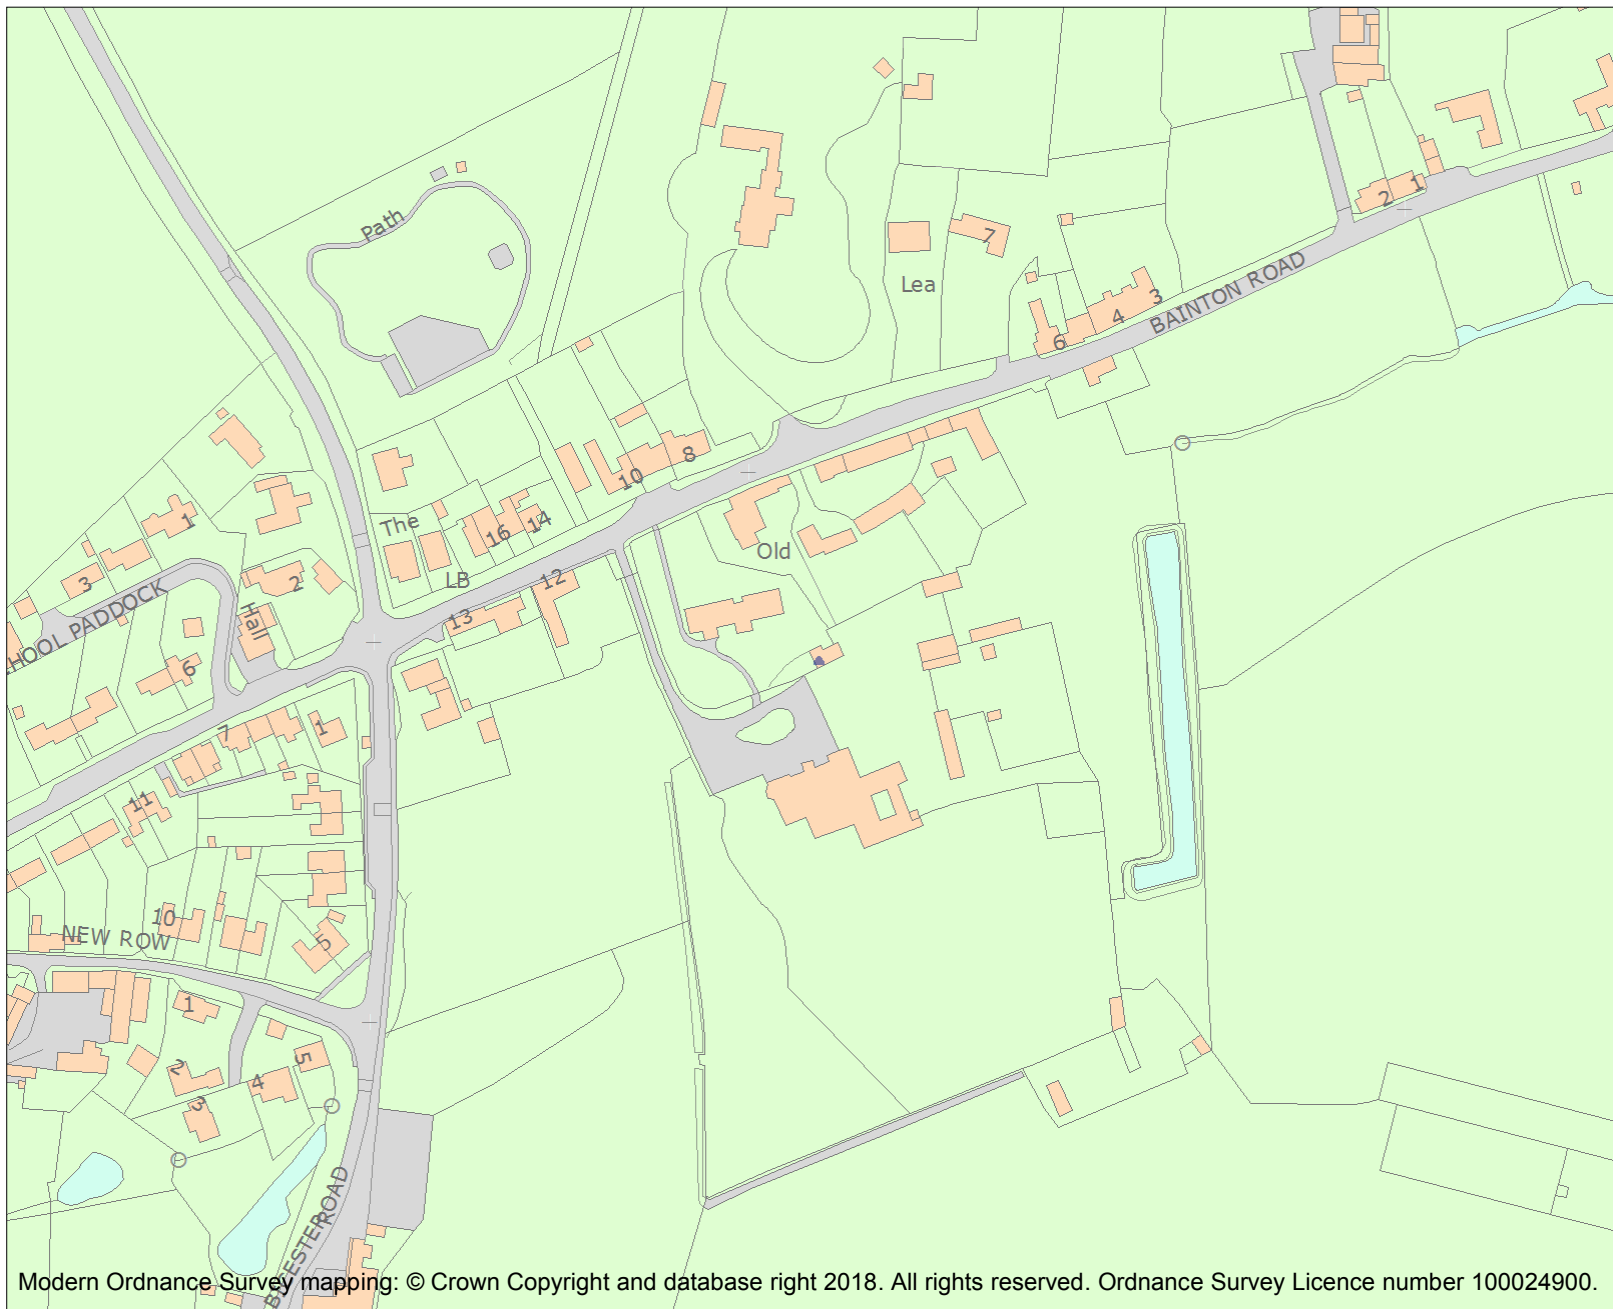 Path
7
Lea
2 1
3
4
BAINTON ROAD
6
8
10
The
16 14
LB
12
13
Old
1
3
2
Hall
HOOL PADDOCK
6
7
1
11
10
NEW ROW
5
1
2
5
4
3
BICESTER ROAD
Modern Ordnance Survey mapping: © Crown Copyright and database right 2018. All rights reserved. Ordnance Survey Licence number 100024900.